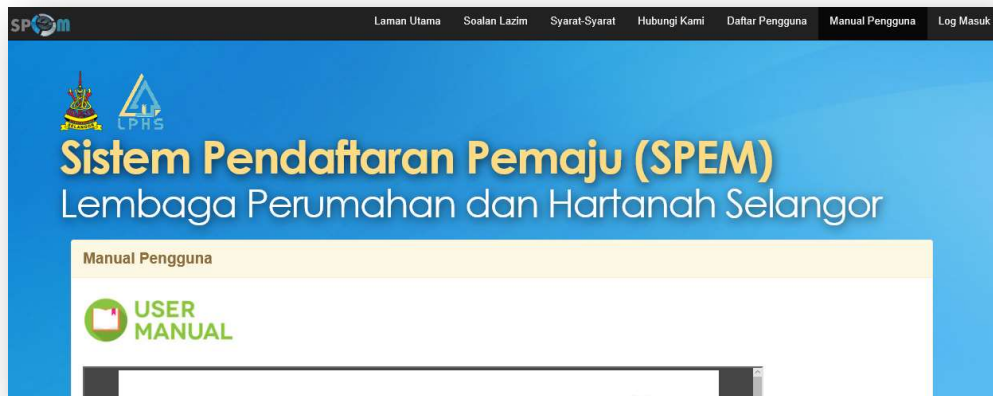 SPEM
Laman Utama Soalan Lazim Syarat-Syarat Hubungi Kami Daftar Pengguna Manual Pengguna Log Masuk
SELANGOR
LPHS
Sistem Pendaftaran Pemaju (SPEM)
Lembaga Perumahan dan Hartanah Selangor
Manual Pengguna
USER
MANUAL